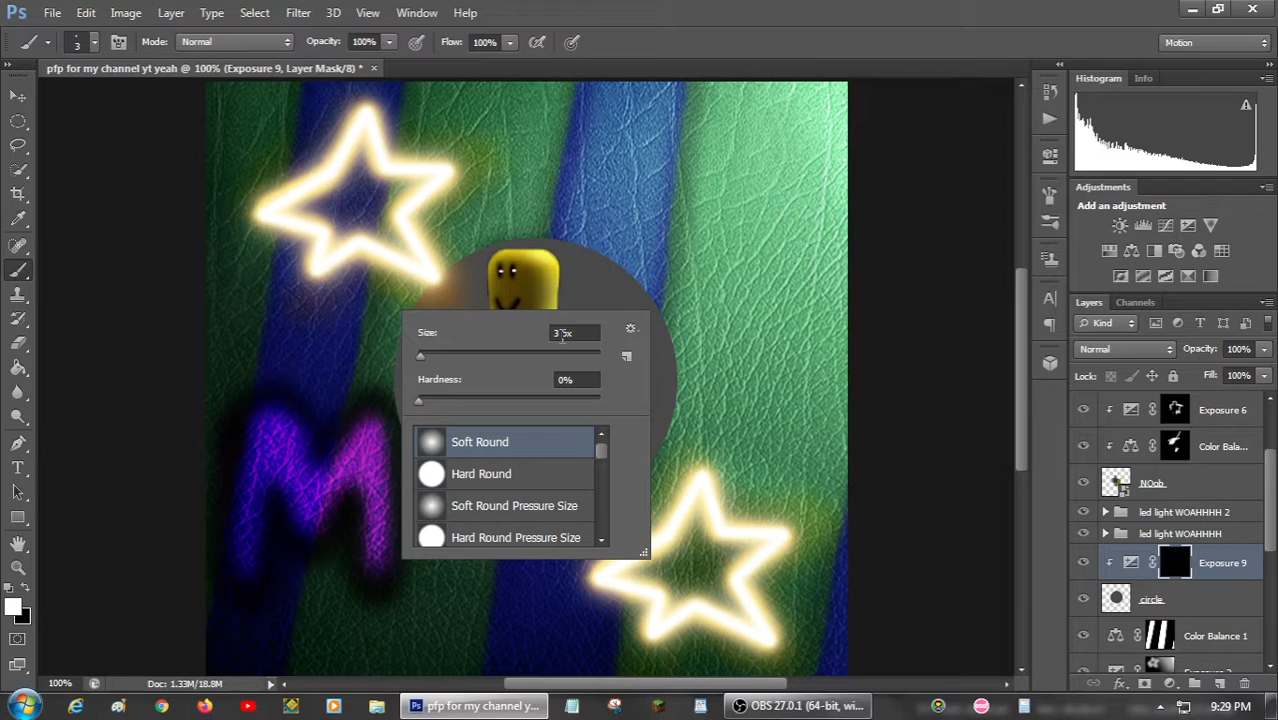 Ps File Edit Image Layer Type Select Filter 3D View Window Help
3 Mode: Normal Opacity: 100% Flow: 100% Motion
pfp for my channel yt yeah @ 100% (Exposure 9, Layer Mask/8) *
Histogram Info
Adjustments
Add an adjustment
Layers Channels
Kind
Normal Opacity: 100%
Lock: Fill: 100%
Exposure 6
Color Bala...
NOob
led light WOAHHHH 2
led light WOAHHHH
Exposure 9
circle
Color Balance 1
Size:
Hardness: 0%
Soft Round
Hard Round
Soft Round Pressure Size
Hard Round Pressure Size
M
100% Doc: 1.33M/18.8M
Ps pfp for my channel y... OBS 27.0.1 (64-bit, wi... 9:29 PM